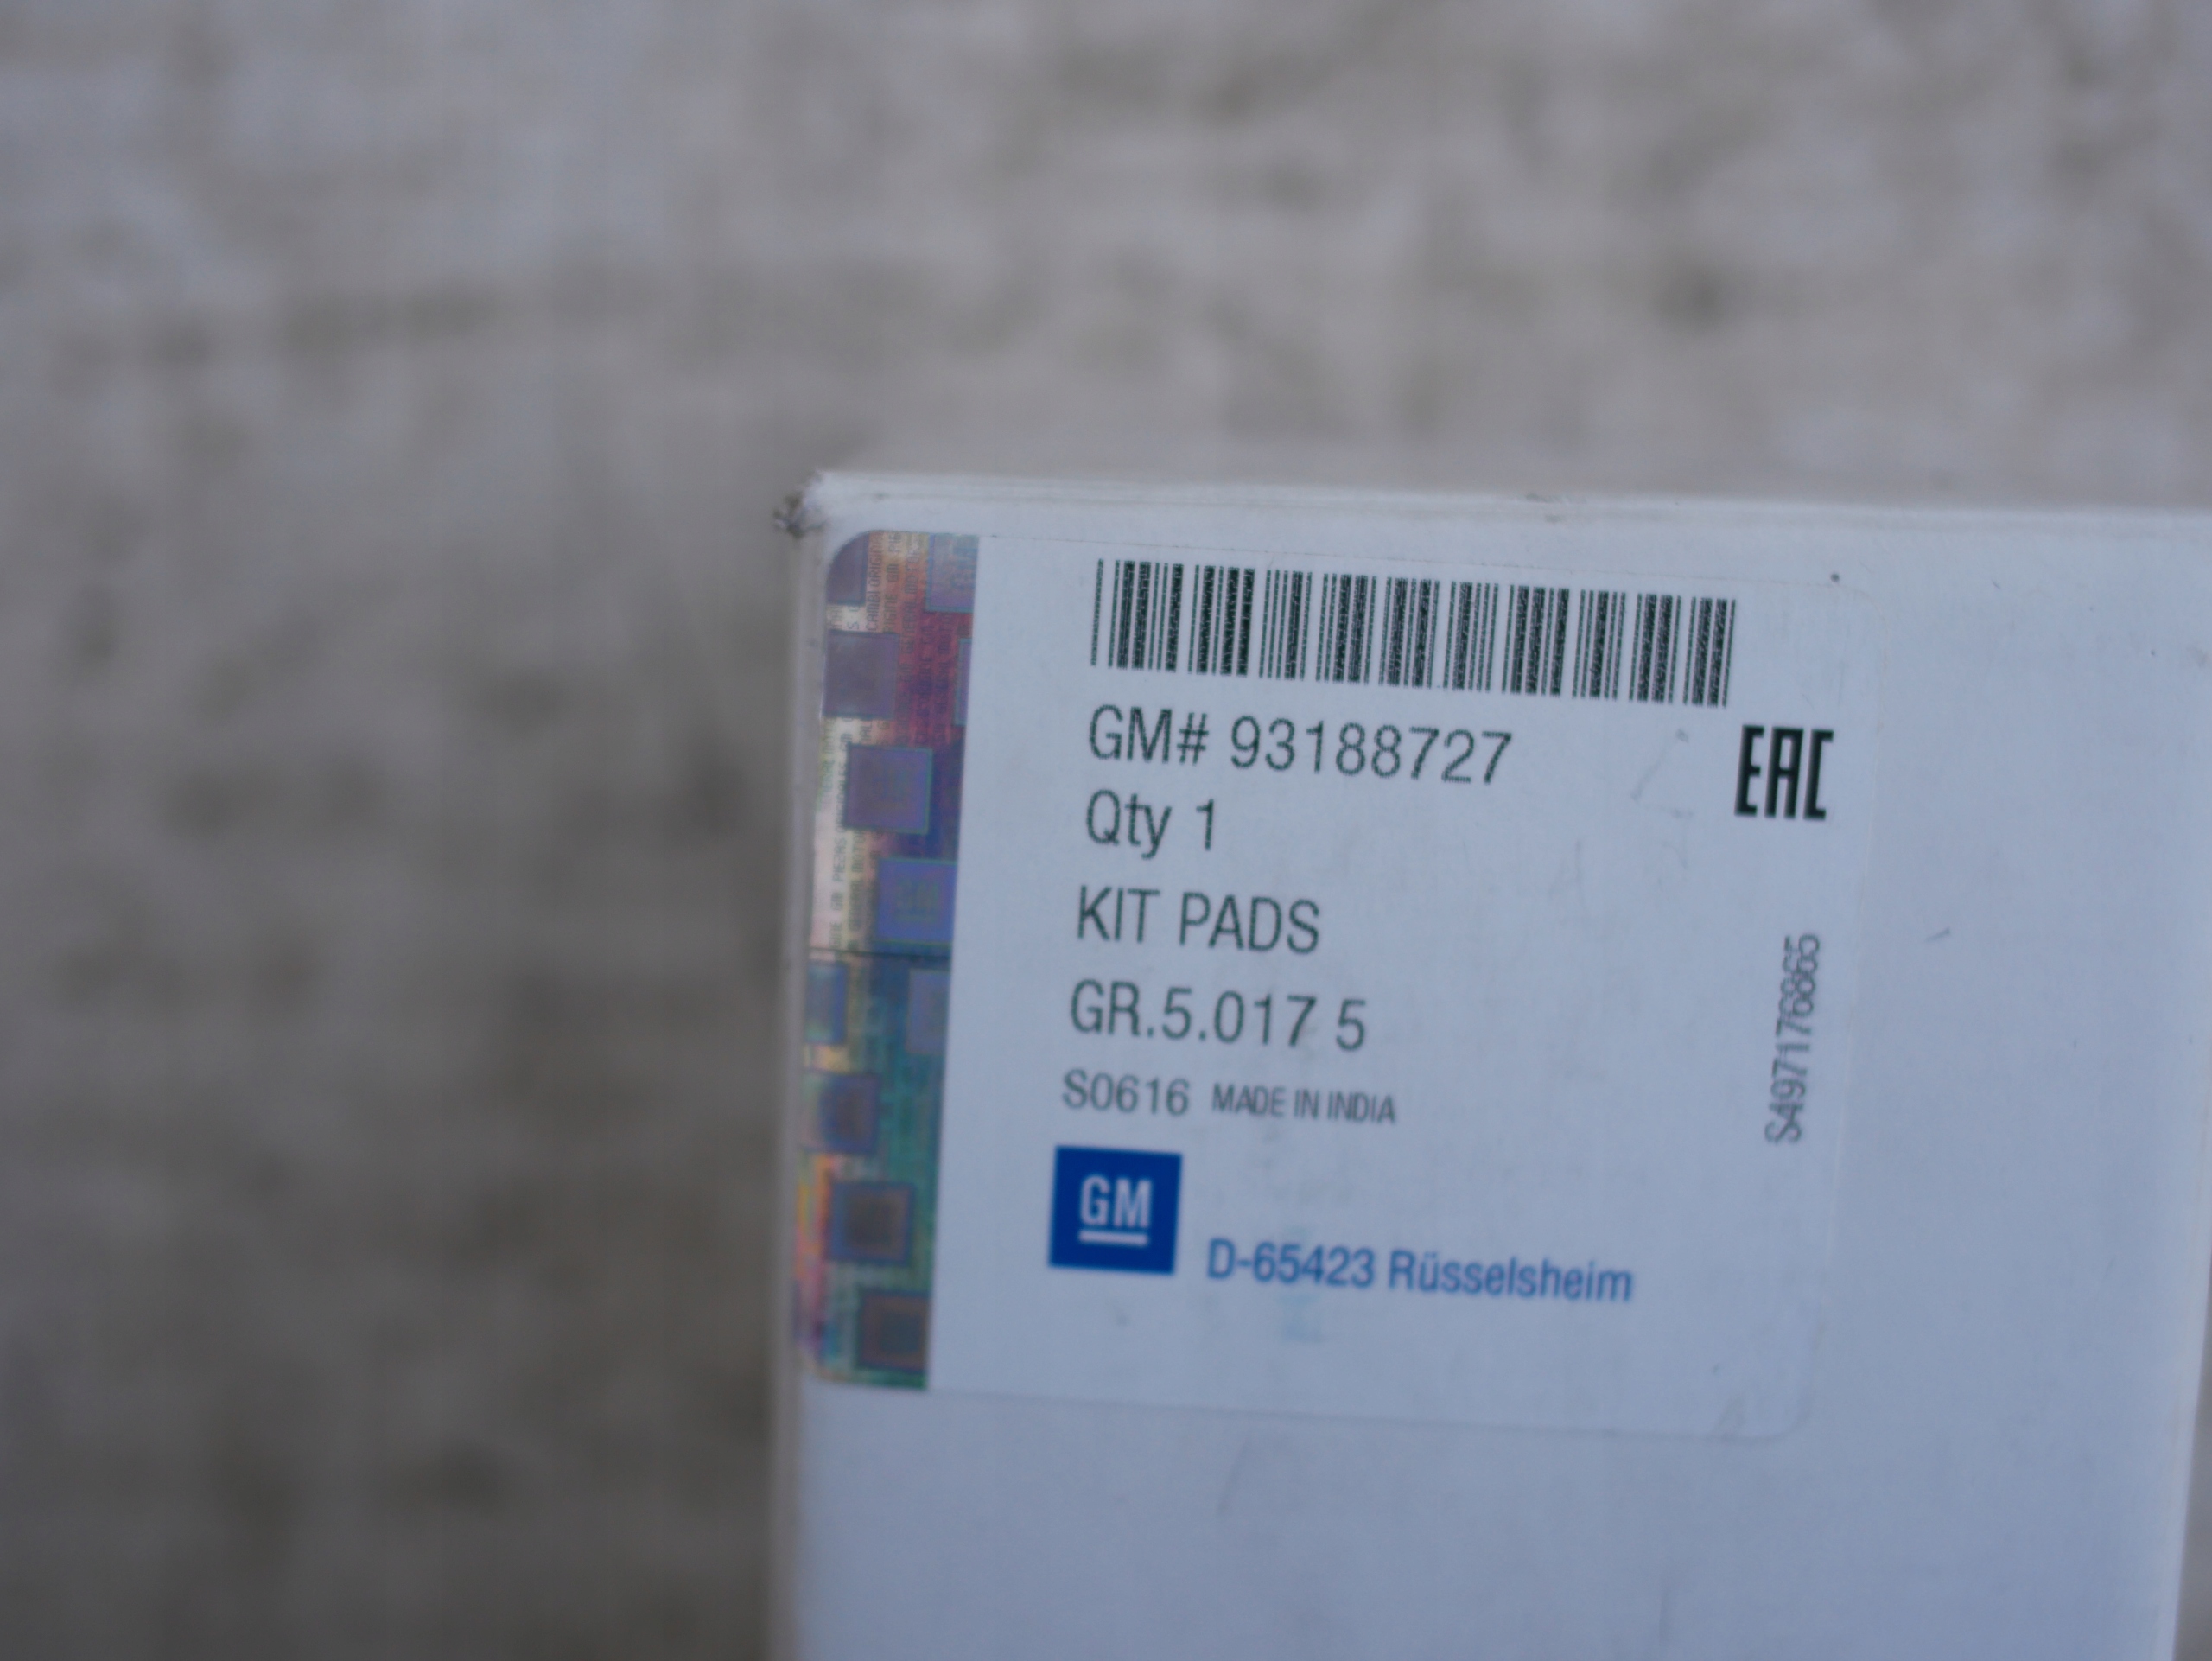 GM# 93188727
EAC
Qty 1
KIT PADS
GR.5.017 5
S0616 MADE IN INDIA
S497176865
GM
D-65423 Rüsselsheim